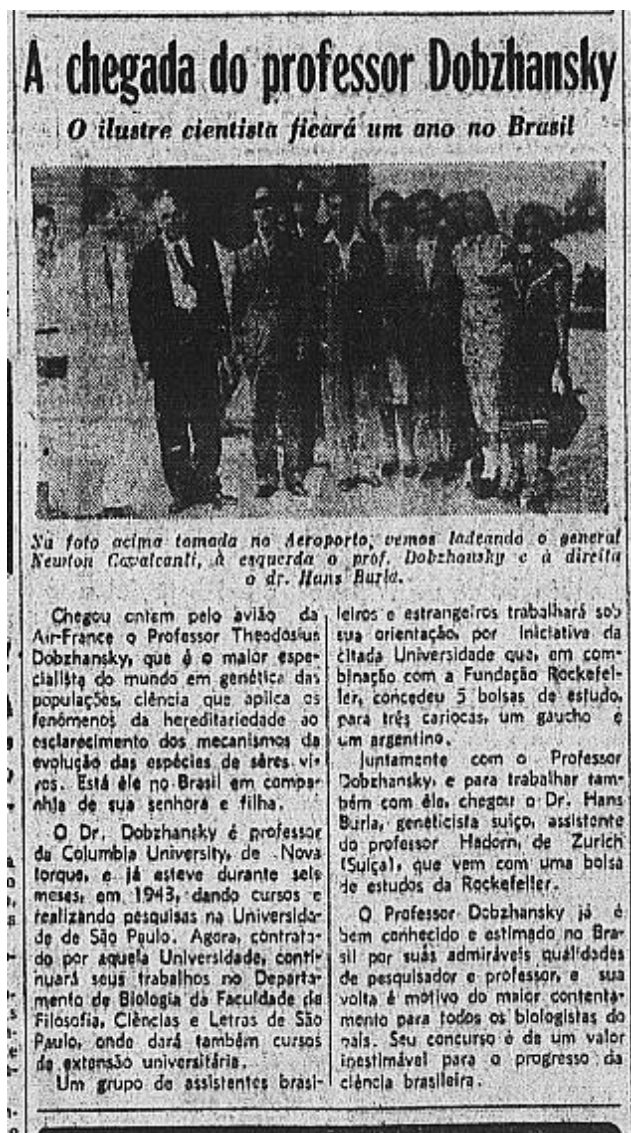 A chegada do professor Dobzhansky
O ilustre cientista ficará um ano no Brasil
Na foto acima tomada no Aeroporto, vemos ladeando o general
Newton Cavalcanti, à esquerda o prof. Dobzhansky e à direita
o dr. Hans Burla.
Chegou ontem pelo avião da
Air-France o Professor Theodosius
Dobzhansky, que é o maior espe-
cialista do mundo em genética das
populações, ciência que aplica os
fenômenos da hereditariedade ao
esclarecimento dos mecanismos da
evolução das espécies de sêres vi-
vos. Está êle no Brasil em compa-
nhia de sua senhora e filha.
O Dr. Dobzhansky é professor
da Columbia University, de Nova
Iorque, e já esteve durante seis
meses, em 1943, dando cursos e
realizando pesquisas na Universida-
de de São Paulo. Agora, contrata-
do por aquela Universidade, conti-
nuará seus trabalhos no Departa-
mento de Biologia da Faculdade de
Filosofia, Ciências e Letras de São
Paulo, onde dará também cursos
de extensão universitária.
Um grupo de assistentes brasi-
leiros e estrangeiros trabalhará sob
sua orientação, por Iniciativa da
citada Universidade que, em com-
binação com a Fundação Rockefel-
ler, concedeu 5 bolsas de estudo,
para três cariocas, um gaucho e
um argentino.
Juntamente com o Professor
Dobzhansky, e para trabalhar tam-
bém com êle, chegou o Dr. Hans
Burla, geneticista suiço, assistente
do professor Hadorn, de Zurich
(Suiça), que vem com uma bolsa
de estudos da Rockefeller.
O Professor Dobzhansky já é
bem conhecido e estimado no Bra-
sil por suas admiráveis qualidades
de pesquisador e professor, e sua
volta é motivo do maior contenta-
mento para todos os biologistas do
país. Seu concurso é de um valor
inestimável para o progresso da
ciência brasileira.